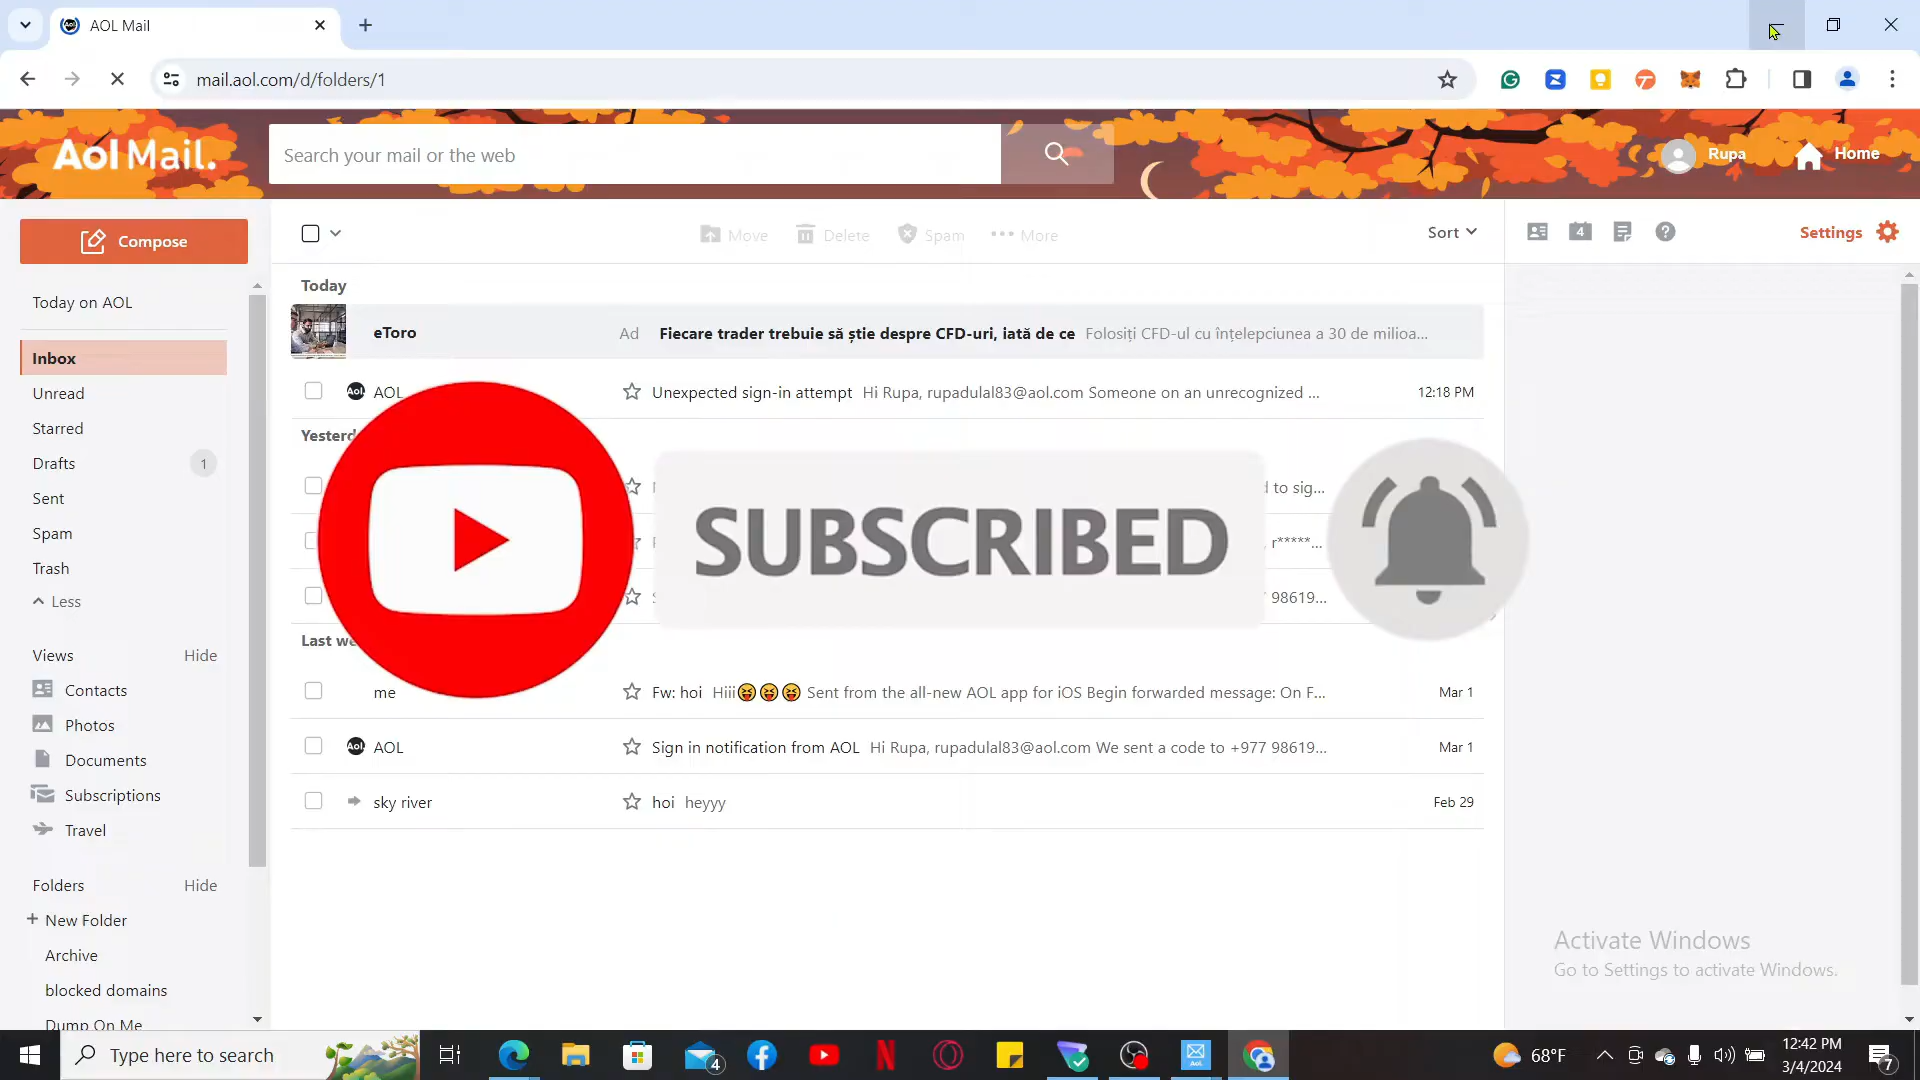 AOL Mail
mail.aol.com/d/folders/1
Aol Mail.
Search your mail or the web
Rupa
Home
Compose
Move
Delete
Spam
More
Sort
4
Settings
Today on AOL
Inbox
Unread
Starred
Drafts
1
Sent
Spam
Trash
Less
Views
Hide
Contacts
Photos
Documents
Subscriptions
Travel
Folders
Hide
New Folder
Archive
blocked domains
Dump On Me
Today
eToro
Ad
Fiecare trader trebuie să știe despre CFD-uri, iată de ce Folosiți CFD-ul cu înțelepciunea a 30 de milioa...
Aol.
AOL
Unexpected sign-in attempt Hi Rupa, rupadulal83@aol.com Someone on an unrecognized ...
12:18 PM
to sig...
r*****...
98619...
SUBSCRIBED
me
Fw: hoi Hiii😝😝😝 Sent from the all-new AOL app for iOS Begin forwarded message: On F...
Mar 1
Aol.
AOL
Sign in notification from AOL Hi Rupa, rupadulal83@aol.com We sent a code to +977 98619...
Mar 1
sky river
hoi heyyy
Feb 29
Activate Windows
Go to Settings to activate Windows.
Type here to search
4
68°F
12:42 PM
3/4/2024
7